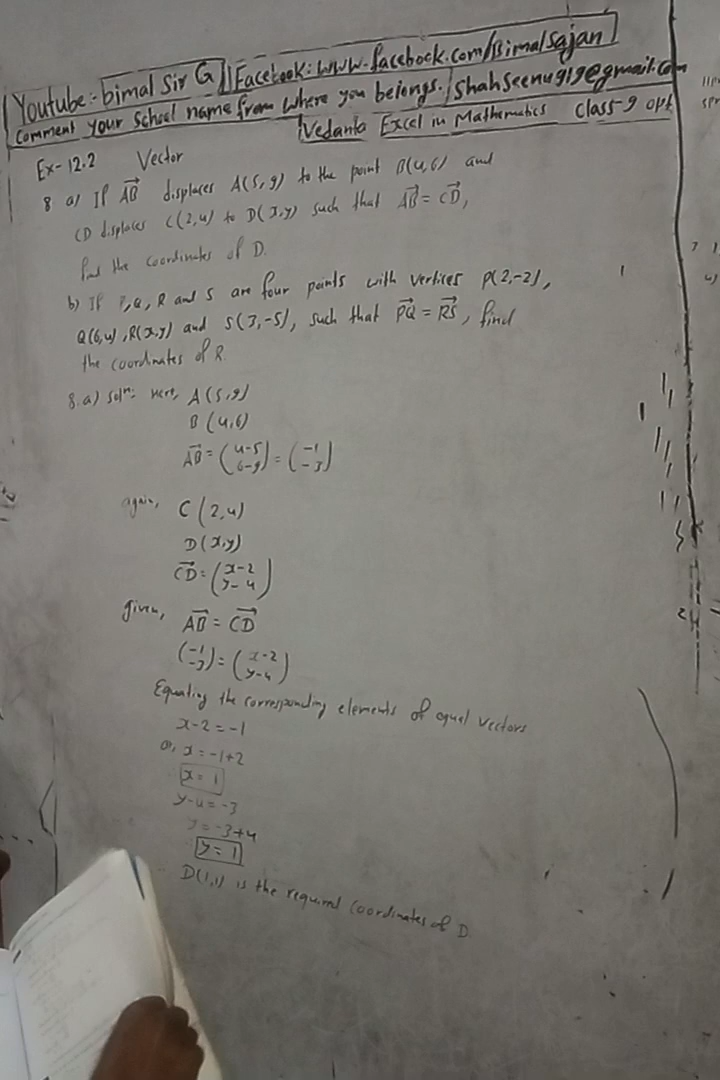 Youtube:- bimal Sir G || Facebook: www.facebook.com/Bimalsajan
Comment your School name from where you belongs. | Shahseenu919@gmail.com
Vedanta Excel in Mathematics Class-9 opt
Ex- 12.2 Vector
8 a) If AB displaces A(5,9) to the point B(4,6) and
CD displaces C(2,4) to D(x,y) such that AB = CD,
find the coordinates of D.
b) If P,Q, R and S are four points with vertices P(2,-2),
Q(6,4), R(x,y) and S(3,-5), such that PQ = RS, find
the coordinates of R.
8.a) Soln: Here, A(5,9)
B(4,6)
AB = (4-5 6-9) = (-1 -3)
again, C(2,4)
D(x,y)
CD = (x-2 y-4)
given, AB = CD
(-1 -3) = (x-2 y-4)
Equating the corresponding elements of equal vectors
x-2 = -1
or, x = -1+2
x = 1
y-4 = -3
y = -3+4
y = 1
∴ D(1,1) is the required coordinates of D.